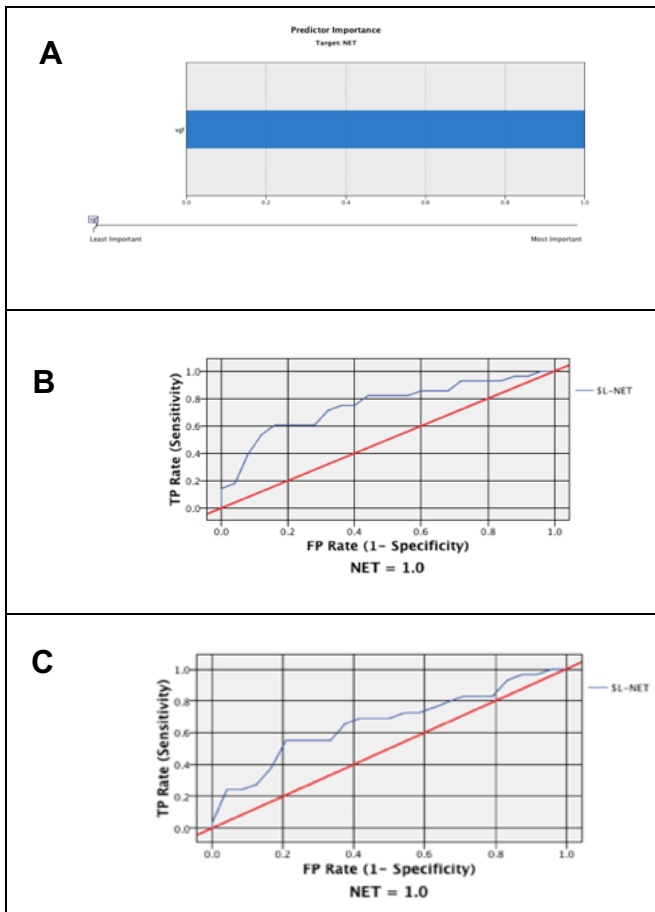 A
Predictor Importance
Target: NET
vgf
0.0 0.2 0.4 0.6 0.8 1.0
Least Important Most Important
B
TP Rate (Sensitivity)
1.0
0.8
0.6
0.4
0.2
0.0
SL-NET
0.0 0.2 0.4 0.6 0.8 1.0
FP Rate (1- Specificity)
NET = 1.0
C
TP Rate (Sensitivity)
1.0
0.8
0.6
0.4
0.2
0.0
SL-NET
0.0 0.2 0.4 0.6 0.8 1.0
FP Rate (1- Specificity)
NET = 1.0